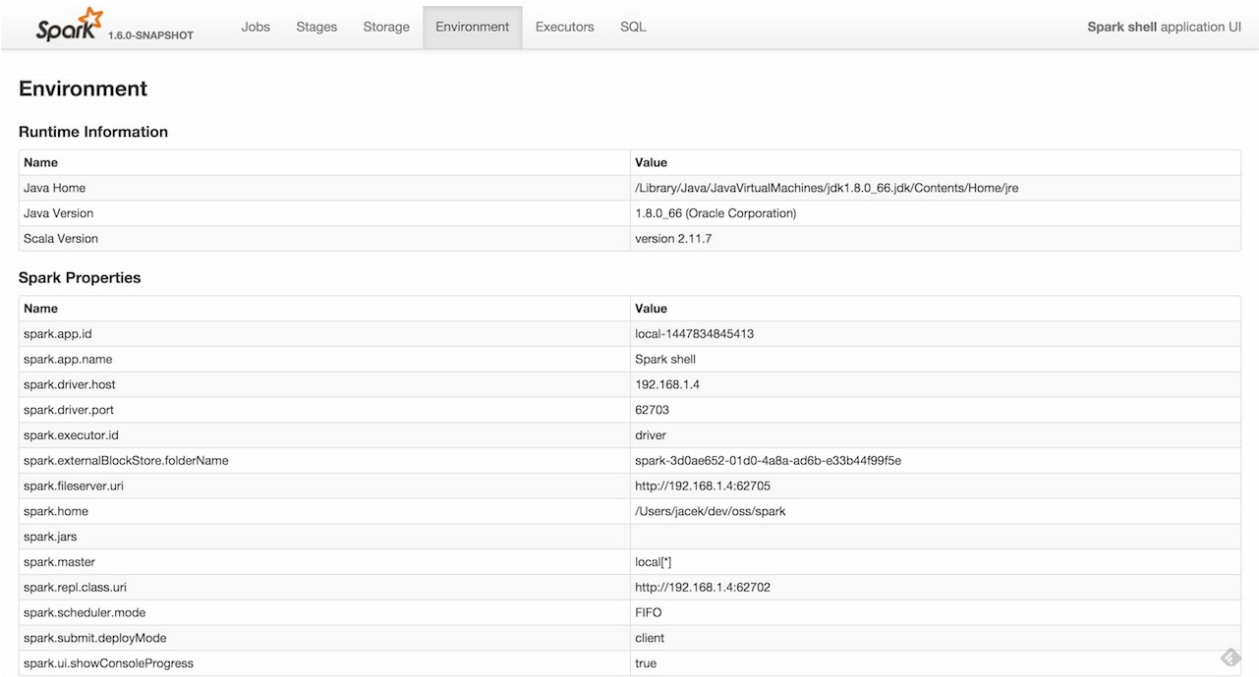 Spark 1.6.0-SNAPSHOT Jobs Stages Storage Environment Executors SQL Spark shell application UI
Environment
Runtime Information
Name Value
Java Home /Library/Java/JavaVirtualMachines/jdk1.8.0_66.jdk/Contents/Home/jre
Java Version 1.8.0_66 (Oracle Corporation)
Scala Version version 2.11.7
Spark Properties
Name Value
spark.app.id local-1447834845413
spark.app.name Spark shell
spark.driver.host 192.168.1.4
spark.driver.port 62703
spark.executor.id driver
spark.externalBlockStore.folderName spark-3d0ae652-01d0-4a8a-ad6b-e33b44f99f5e
spark.fileserver.uri http://192.168.1.4:62705
spark.home /Users/jacek/dev/oss/spark
spark.jars
spark.master local[*]
spark.repl.class.uri http://192.168.1.4:62702
spark.scheduler.mode FIFO
spark.submit.deployMode client
spark.ui.showConsoleProgress true